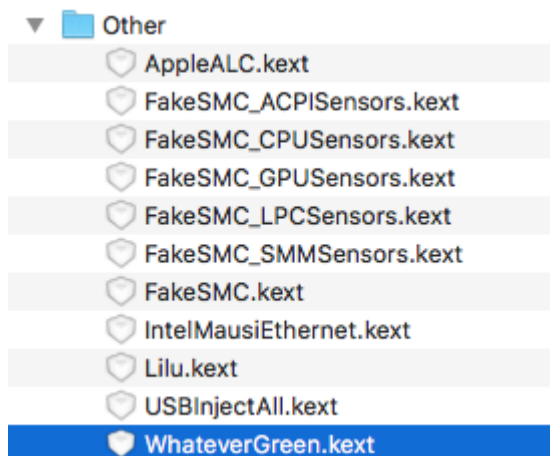 Other
AppleALC.kext
FakeSMC_ACPISensors.kext
FakeSMC_CPUSensors.kext
FakeSMC_GPUSensors.kext
FakeSMC_LPCSensors.kext
FakeSMC_SMMSensors.kext
FakeSMC.kext
IntelMausiEthernet.kext
Lilu.kext
USBInjectAll.kext
WhateverGreen.kext